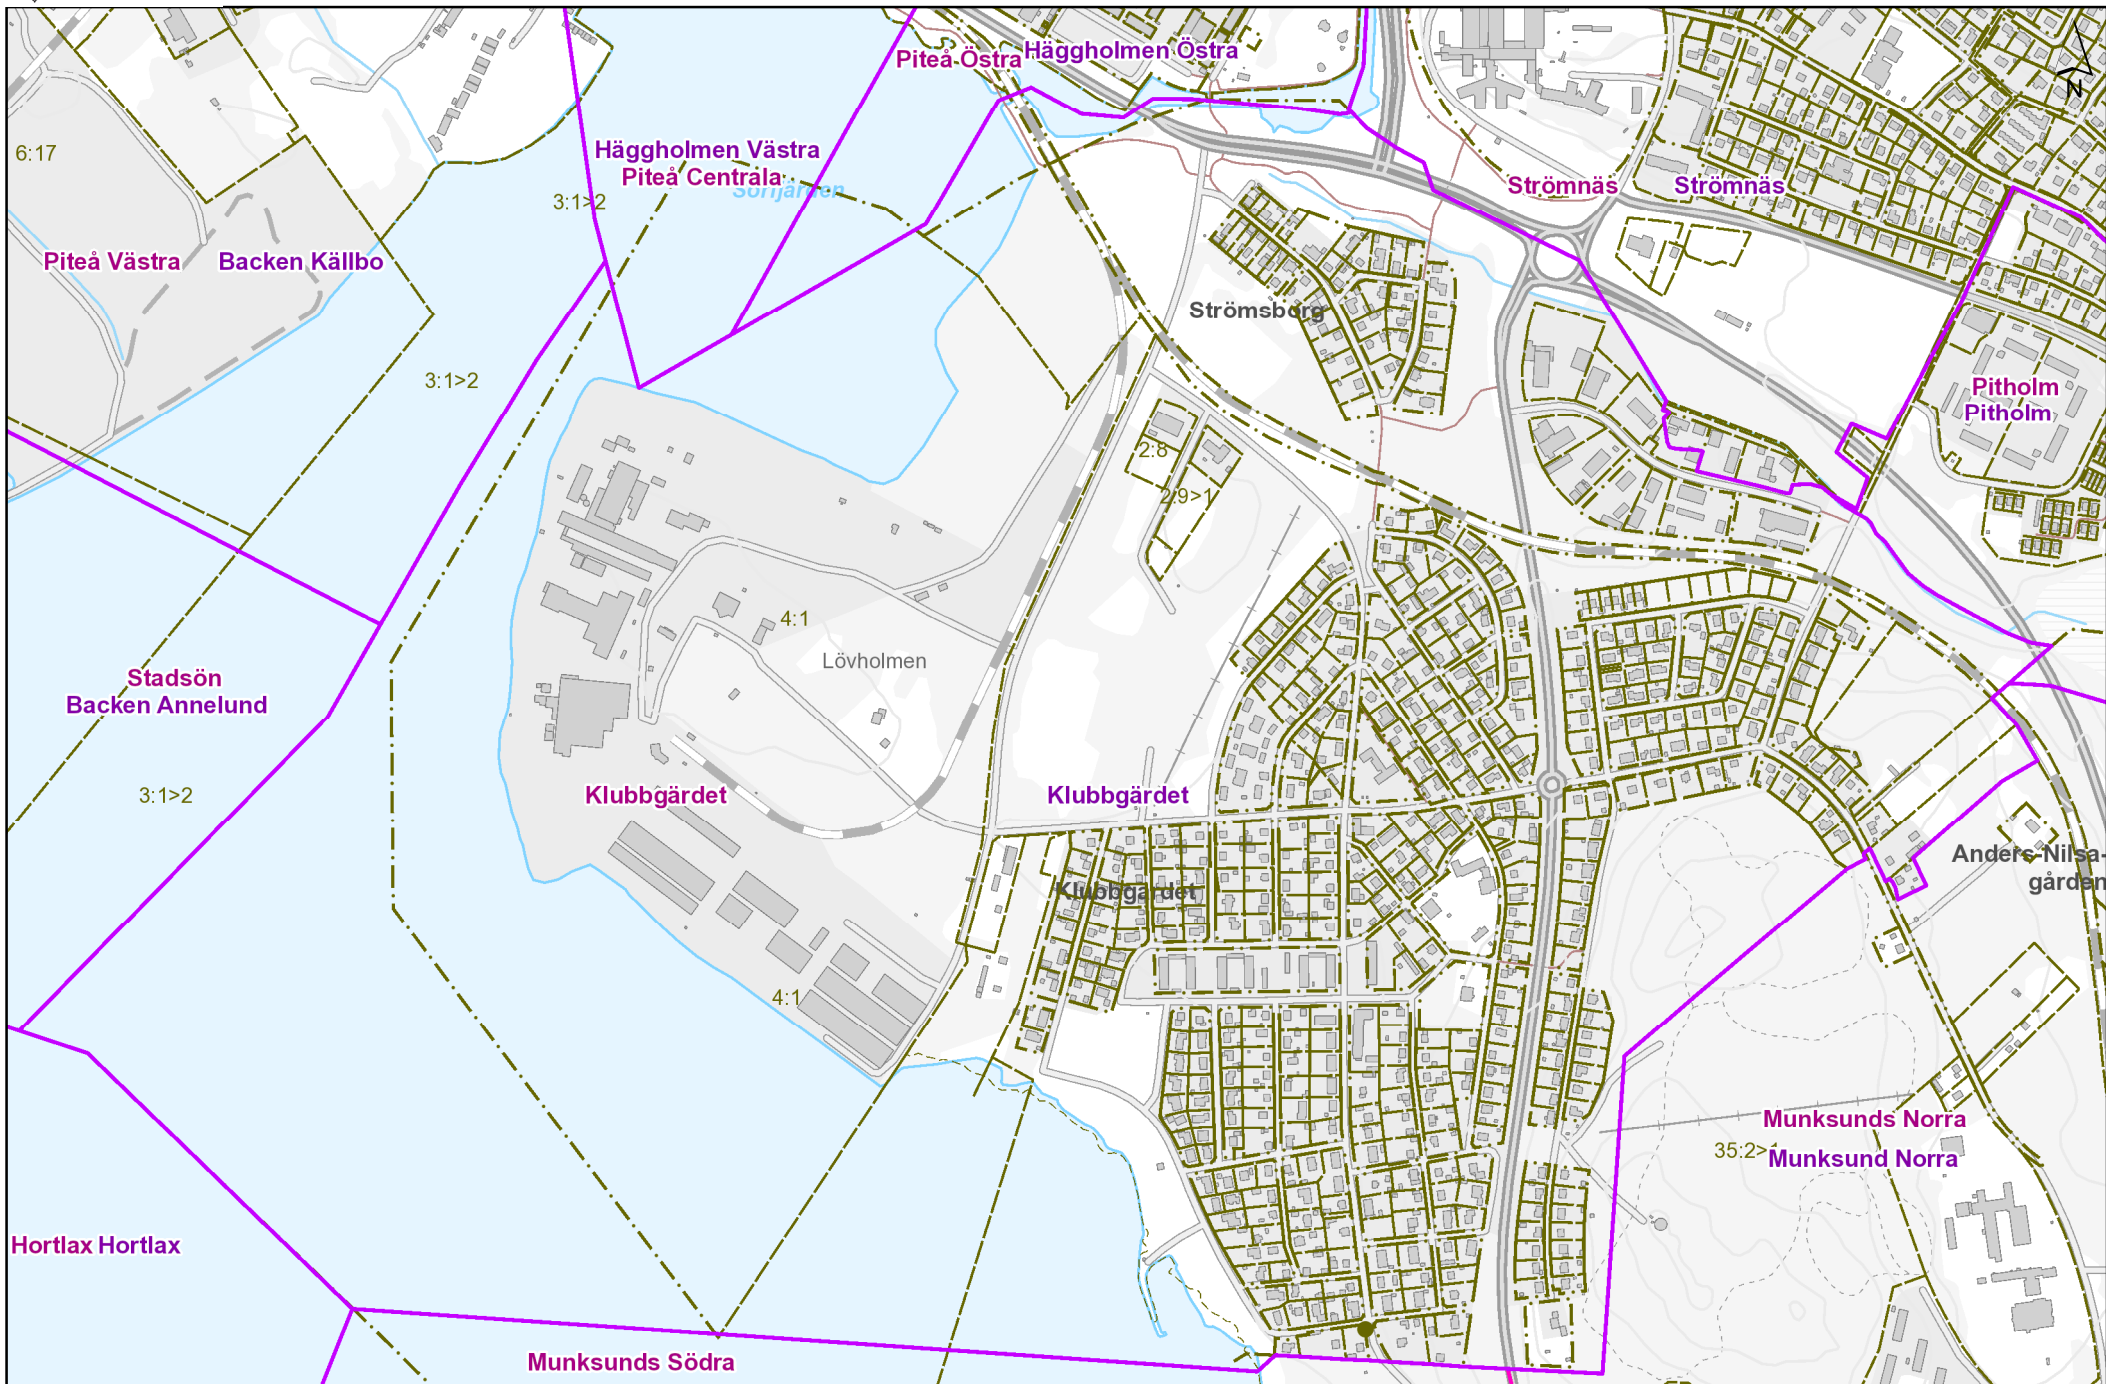 Piteå Östra
Häggholmen Östra
6:17
Häggholmen Västra
Piteå Centrala
Sörfjärden
3:1>2
Strömnäs
Strömnäs
N
Piteå Västra
Backen Källbo
Strömsborg
3:1>2
Pitholm
Pitholm
2:8
2:9>1
4:1
Lövholmen
Stadsön
Backen Annelund
3:1>2
Klubbgärdet
Klubbgärdet
Klubbgärdet
Anders-Nilsa-
gården
4:1
Munksunds Norra
35:2>1
Munksund Norra
Hortlax
Hortlax
Munksunds Södra